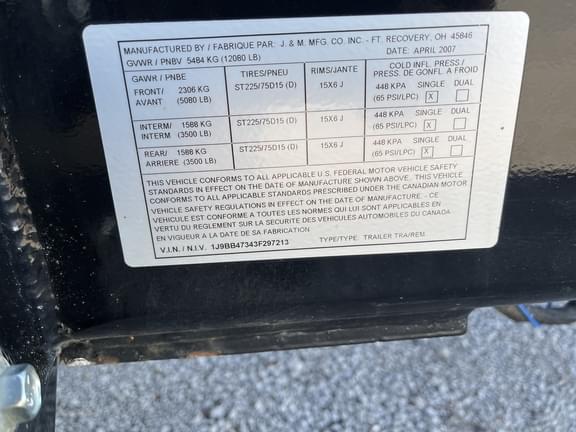 MANUFACTURED BY / FABRIQUE PAR: J. & M. MFG. CO. INC. - FT. RECOVERY, OH 45846
GVWR / PNBV 5484 KG (12080 LB) DATE: APRIL 2007
GAWR / PNBE TIRES/PNEU RIMS/JANTE COLD INFL. PRESS./
PRESS. DE GONFL. A FROID
FRONT/ 2306 KG ST225/75D15 (D) 15X6 J 448 KPA SINGLE DUAL
AVANT (5080 LB) (65 PSI/LPC) X
INTERM/ 1588 KG ST225/75D15 (D) 15X6 J 448 KPA SINGLE DUAL
INTERM (3500 LB) (65 PSI/LPC) X
REAR/ 1588 KG ST225/75D15 (D) 15X6 J 448 KPA SINGLE DUAL
ARRIERE (3500 LB) (65 PSI/LPC) X
THIS VEHICLE CONFORMS TO ALL APPLICABLE U.S. FEDERAL MOTOR VEHICLE SAFETY
STANDARDS IN EFFECT ON THE DATE OF MANUFACTURE SHOWN ABOVE. THIS VEHICLE
CONFORMS TO ALL APPLICABLE STANDARDS PRESCRIBED UNDER THE CANADIAN MOTOR
VEHICLE SAFETY REGULATIONS IN EFFECT ON THE DATE OF MANUFACTURE. - CE
VEHICULE EST CONFORME A TOUTES LES NORMES QUI LUI SONT APPLICABLES EN
VERTU DU REGLEMENT SUR LA SECURITE DES VEHICULES AUTOMOBILES DU CANADA
EN VIGUEUR A LA DATE DE SA FABRICATION
V.I.N. / N.I.V. 1J9BB47343F297213 TYPE/TYPE: TRAILER TRA/REM.